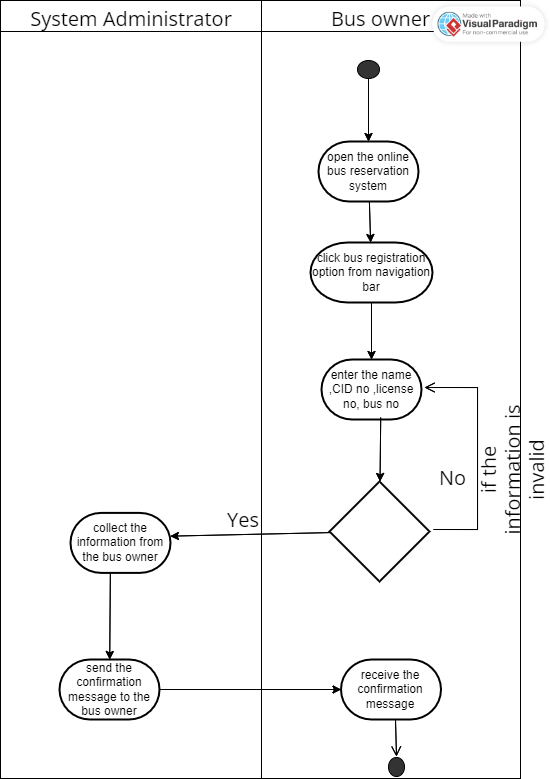 System Administrator
Bus owner
Made with
VisualParadigm
For non-commercial use
open the online
bus reservation
system
click bus registration
option from navigation
bar
enter the name
,CID no ,license
no, bus no
No
if the
information is
invalid
Yes
collect the
information from
the bus owner
send the
confirmation
message to the
bus owner
receive the
confirmation
message